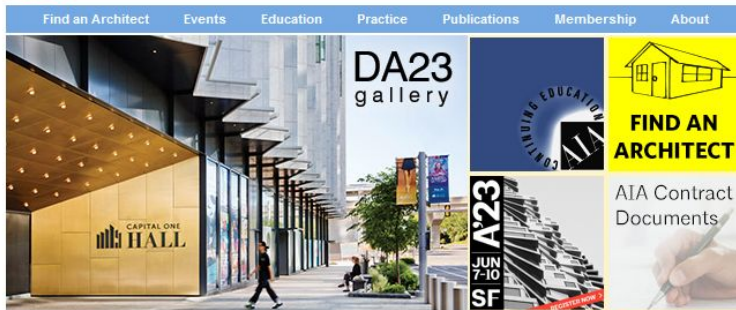 Find an Architect Events Education Practice Publications Membership About
DA23
gallery
CAPITAL ONE
HALL
CONTINUING EDUCATION
AIA
FIND AN
ARCHITECT
A'23
JUN
7-10
SF
REGISTER NOW >
AIA Contract
Documents